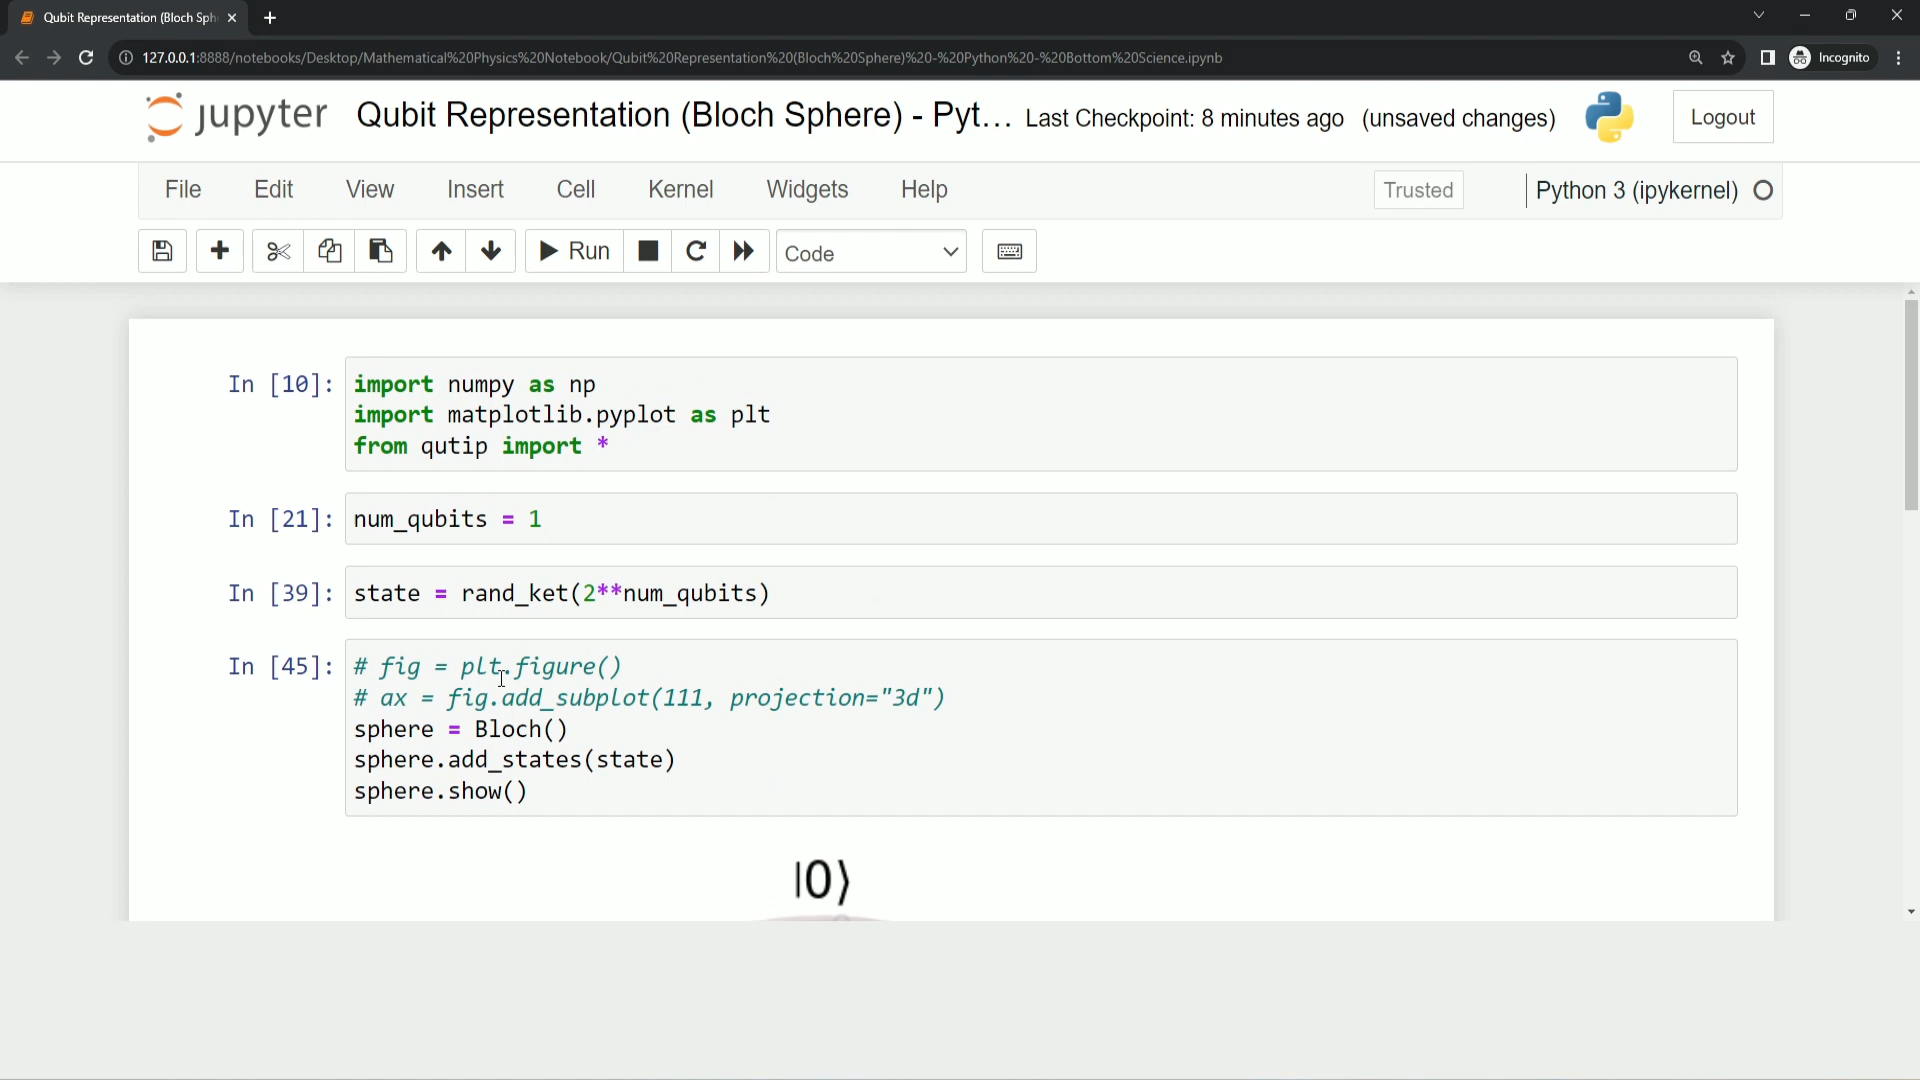 Qubit Representation (Bloch Sph
127.0.0.1:8888/notebooks/Desktop/Mathematical%20Physics%20Notebook/Qubit%20Representation%20(Bloch%20Sphere)%20-%20Python%20-%20Bottom%20Science.ipynb
Incognito
jupyter Qubit Representation (Bloch Sphere) - Pyt... Last Checkpoint: 8 minutes ago (unsaved changes)
Logout
File Edit View Insert Cell Kernel Widgets Help
Trusted
Python 3 (ipykernel)
Run
Code
In [10]: import numpy as np
import matplotlib.pyplot as plt
from qutip import *
In [21]: num_qubits = 1
In [39]: state = rand_ket(2**num_qubits)
In [45]: # fig = plt.figure()
# ax = fig.add_subplot(111, projection="3d")
sphere = Bloch()
sphere.add_states(state)
sphere.show()
|0⟩